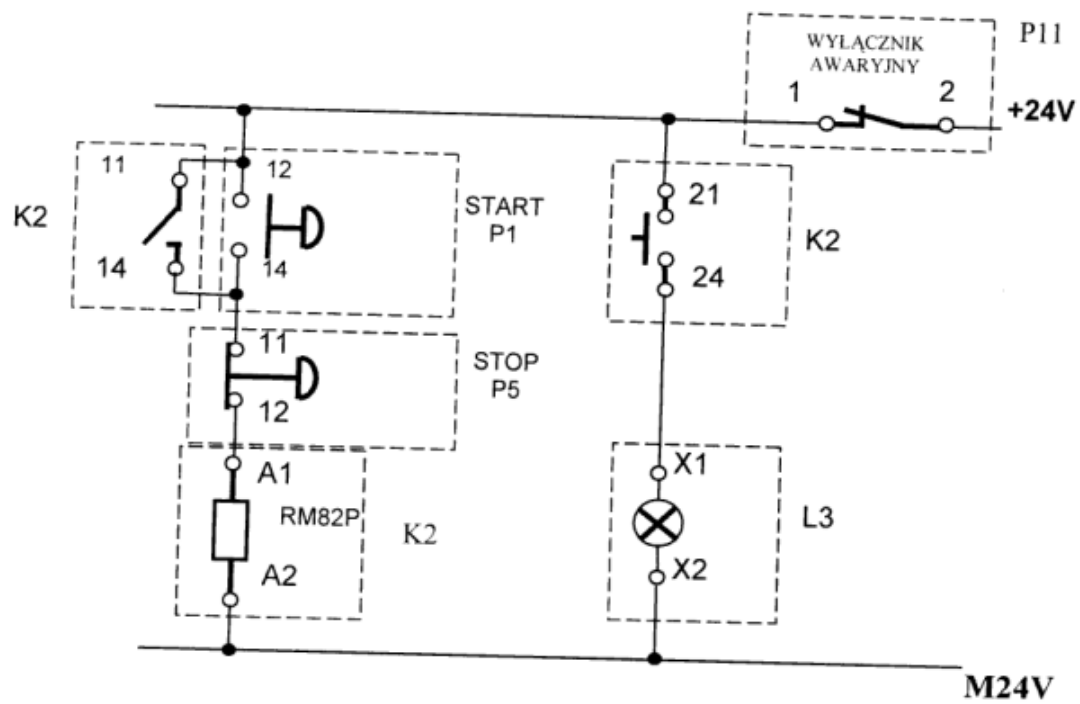 P11
WYŁĄCZNIK
AWARYJNY
1
2
+24V
11
12
K2
START
P1
14
14
21
K2
24
11
STOP
P5
12
A1
RM82P
K2
A2
X1
L3
X2
M24V